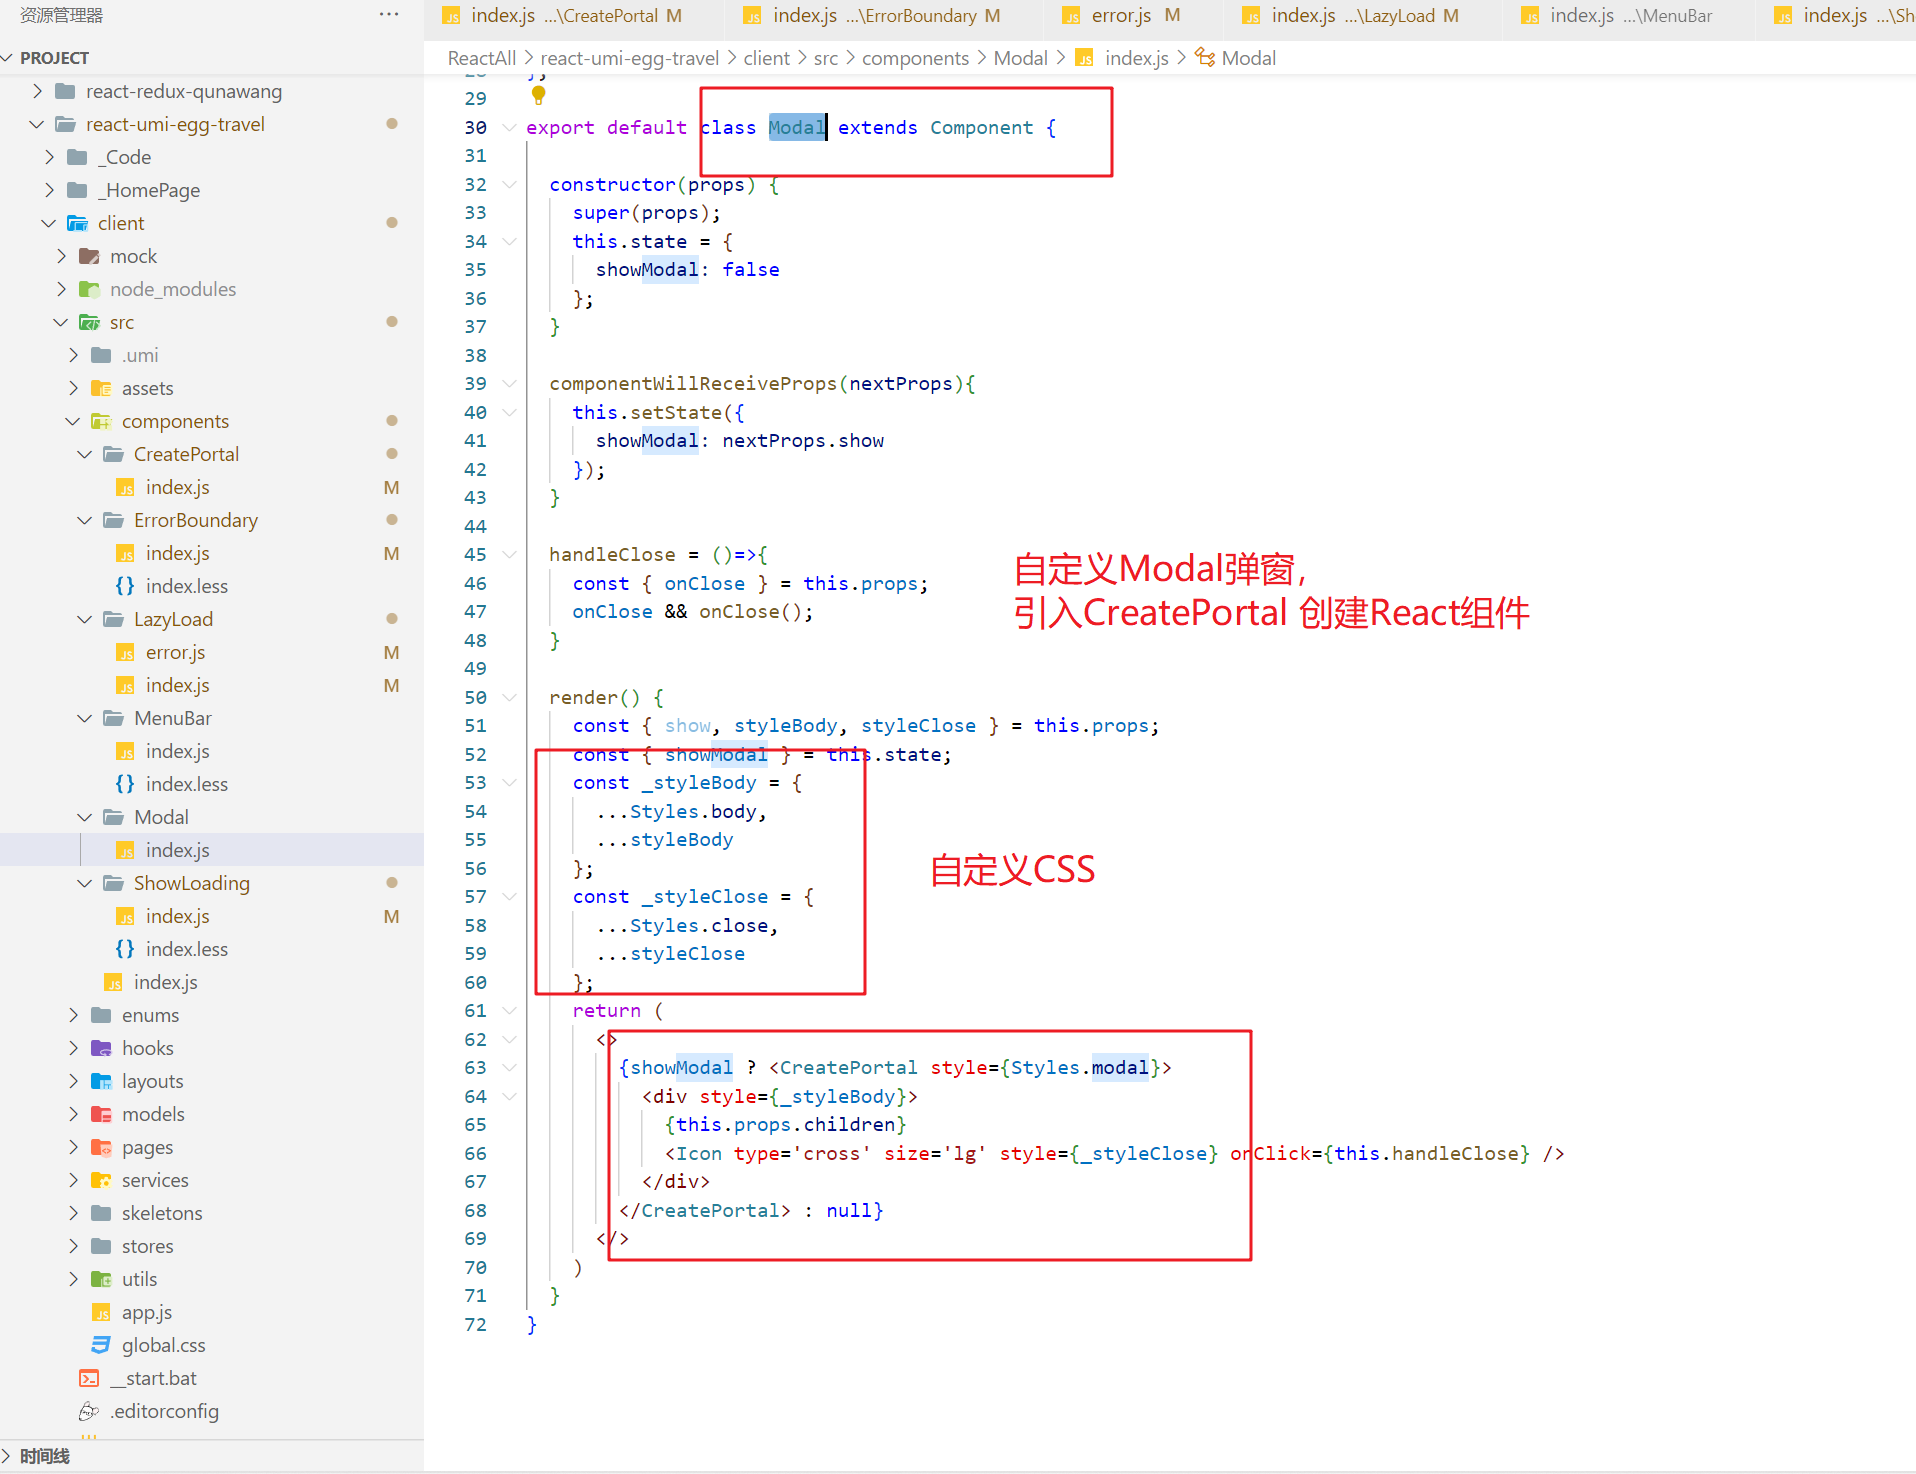 资源管理器
PROJECT
react-redux-qunawang
react-umi-egg-travel
_Code
_HomePage
client
mock
node_modules
src
.umi
assets
components
CreatePortal
index.js M
ErrorBoundary
index.js M
index.less
LazyLoad
error.js M
index.js M
MenuBar
index.js
index.less
Modal
index.js
ShowLoading
index.js M
index.less
index.js
enums
hooks
layouts
models
pages
services
skeletons
stores
utils
app.js
global.css
__start.bat
.editorconfig
时间线
index.js ...\CreatePortal M
index.js ...\ErrorBoundary M
error.js M
index.js ...\LazyLoad M
index.js ...\MenuBar
index.js ...\Sh
ReactAll > react-umi-egg-travel > client > src > components > Modal > index.js > Modal
29
30 export default class Modal extends Component {
31
32 constructor(props) {
33 super(props);
34 this.state = {
35 showModal: false
36 };
37 }
38
39 componentWillReceiveProps(nextProps){
40 this.setState({
41 showModal: nextProps.show
42 });
43 }
44
45 handleClose = ()=>{
46 const { onClose } = this.props;
47 onClose && onClose();
48 }
49
50 render() {
51 const { show, styleBody, styleClose } = this.props;
52 const { showModal } = this.state;
53 const _styleBody = {
54 ...Styles.body,
55 ...styleBody
56 };
57 const _styleClose = {
58 ...Styles.close,
59 ...styleClose
60 };
61 return (
62 <>
63 {showModal ? <CreatePortal style={Styles.modal}>
64 <div style={_styleBody}>
65 {this.props.children}
66 <Icon type='cross' size='lg' style={_styleClose} onClick={this.handleClose} />
67 </div>
68 </CreatePortal> : null}
69 </>
70 )
71 }
72 }
自定义Modal弹窗,
引入CreatePortal 创建React组件
自定义CSS